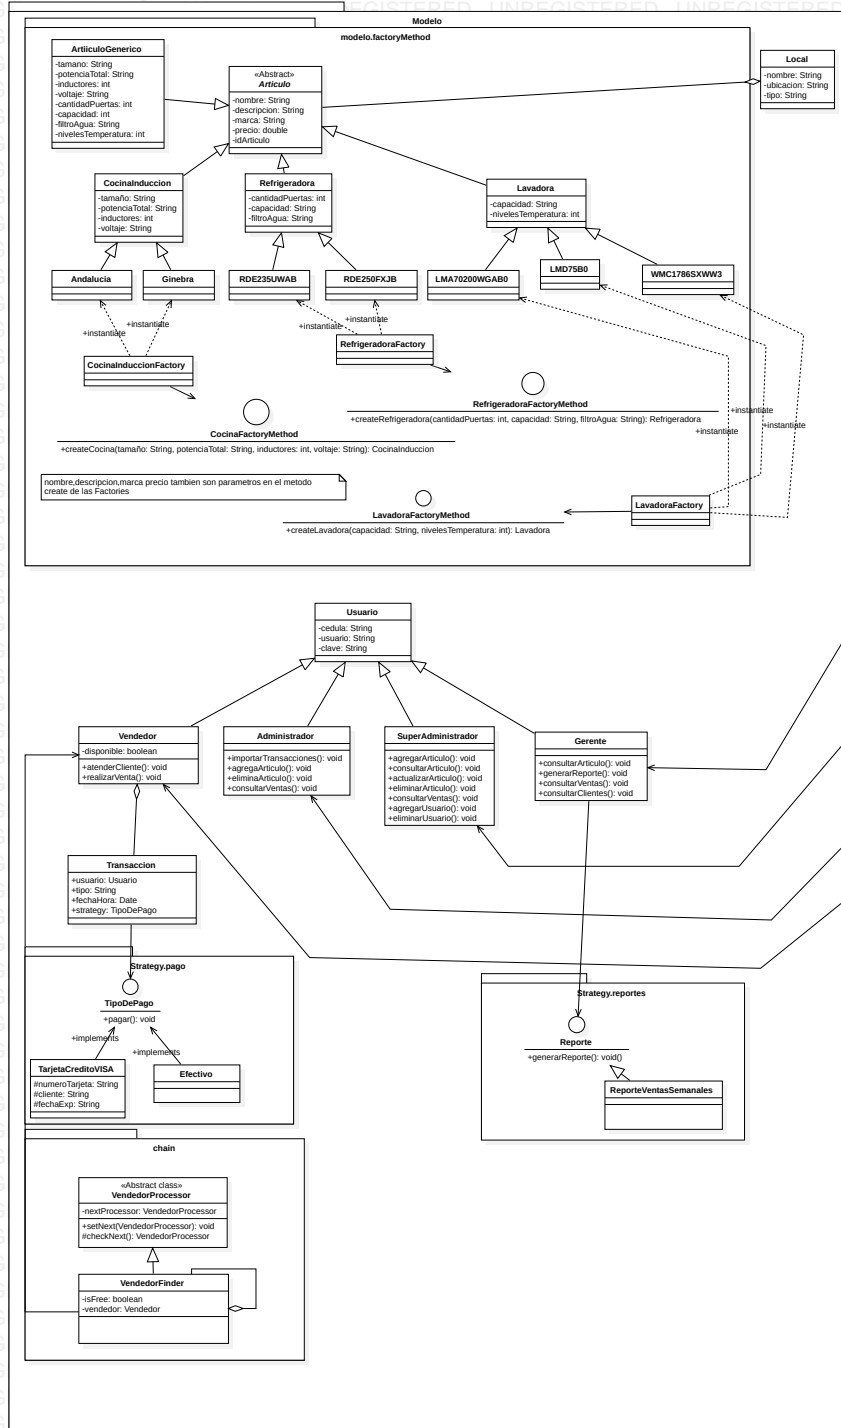 UNREGISTERED UNREGISTERED UNREGISTERED
Modelo
modelo.factoryMethod
ArtiiculoGenerico
-tamano: String
-potenciaTotal: String
-inductores: int
-voltaje: String
-cantidadPuertas: int
-capacidad: int
-filtroAgua: String
-nivelesTemperatura: int
«Abstract»
Articulo
-nombre: String
-descripcion: String
-marca: String
-precio: double
-idArticulo
Local
-nombre: String
-ubicacion: String
-tipo: String
CocinaInduccion
-tamaño: String
-potenciaTotal: String
-inductores: int
-voltaje: String
Refrigeradora
-cantidadPuertas: int
-capacidad: String
-filtroAgua: String
Lavadora
-capacidad: String
-nivelesTemperatura: int
Andalucia
Ginebra
RDE235UWAB
RDE250FXJB
LMA70200WGAB0
LMD75B0
WMC1786SXWW3
+instantiate
+instantiate
+instantiate
+instantiate
CocinaInduccionFactory
RefrigeradoraFactory
RefrigeradoraFactoryMethod
+createRefrigeradora(cantidadPuertas: int, capacidad: String, filtroAgua: String): Refrigeradora
CocinaFactoryMethod
+createCocina(tamaño: String, potenciaTotal: String, inductores: int, voltaje: String): CocinaInduccion
+instantiate
+instantiate
+instantiate
nombre,descripcion,marca precio tambien son parametros en el metodo
create de las Factories
LavadoraFactoryMethod
+createLavadora(capacidad: String, nivelesTemperatura: int): Lavadora
LavadoraFactory
Usuario
-cedula: String
-usuario: String
-clave: String
Vendedor
-disponible: boolean
+atenderCliente(): void
+realizarVenta(): void
Administrador
+importarTransacciones(): void
+agregaArticulo(): void
+eliminaArticulo(): void
+consultarVentas(): void
SuperAdministrador
+agregarArticulo(): void
+consultarArticulo(): void
+actualizarArticulo(): void
+eliminarArticulo(): void
+consultarVentas(): void
+agregarUsuario(): void
+eliminarUsuario(): void
Gerente
+consultarArticulo(): void
+generarReporte(): void
+consultarVentas(): void
+consultarClientes(): void
Transaccion
+usuario: Usuario
+tipo: String
+fechaHora: Date
+strategy: TipoDePago
Strategy.pago
TipoDePago
+pagar(): void
+implements
+implements
TarjetaCreditoVISA
#numeroTarjeta: String
#cliente: String
#fechaExp: String
Efectivo
Strategy.reportes
Reporte
+generarReporte(): void()
ReporteVentasSemanales
chain
«Abstract class»
VendedorProcessor
-nextProcessor: VendedorProcessor
+setNext(VendedorProcessor): void
#checkNext(): VendedorProcessor
VendedorFinder
-isFree: boolean
-vendedor: Vendedor